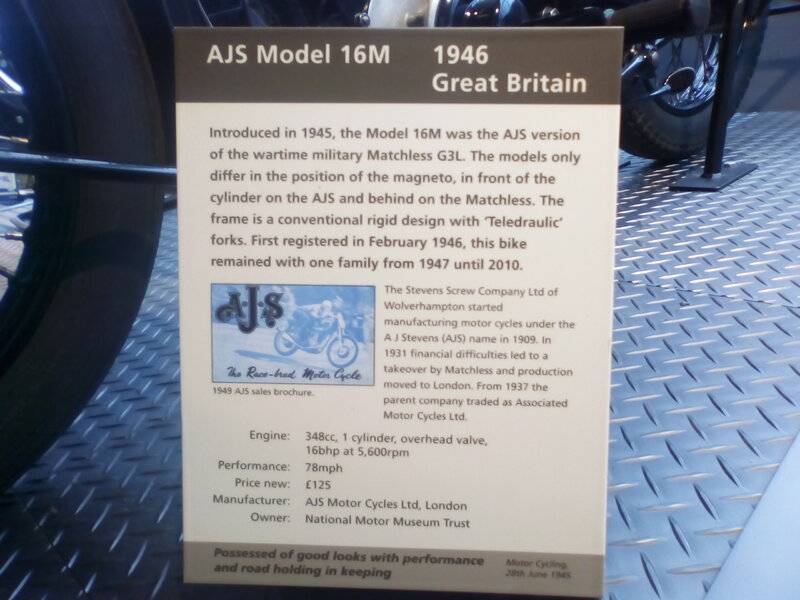 AJS Model 16M 1946
Great Britain
Introduced in 1945, the Model 16M was the AJS version
of the wartime military Matchless G3L. The models only
differ in the position of the magneto, in front of the
cylinder on the AJS and behind on the Matchless. The
frame is a conventional rigid design with ‘Teledraulic’
forks. First registered in February 1946, this bike
remained with one family from 1947 until 2010.
AJS
The Race-bred Motor Cycle
1949 AJS sales brochure.
The Stevens Screw Company Ltd of
Wolverhampton started
manufacturing motor cycles under the
A J Stevens (AJS) name in 1909. In
1931 financial difficulties led to a
takeover by Matchless and production
moved to London. From 1937 the
parent company traded as Associated
Motor Cycles Ltd.
Engine: 348cc, 1 cylinder, overhead valve,
16bhp at 5,600rpm
Performance: 78mph
Price new: £125
Manufacturer: AJS Motor Cycles Ltd, London
Owner: National Motor Museum Trust
Possessed of good looks with performance
and road holding in keeping
Motor Cycling,
28th June 1945